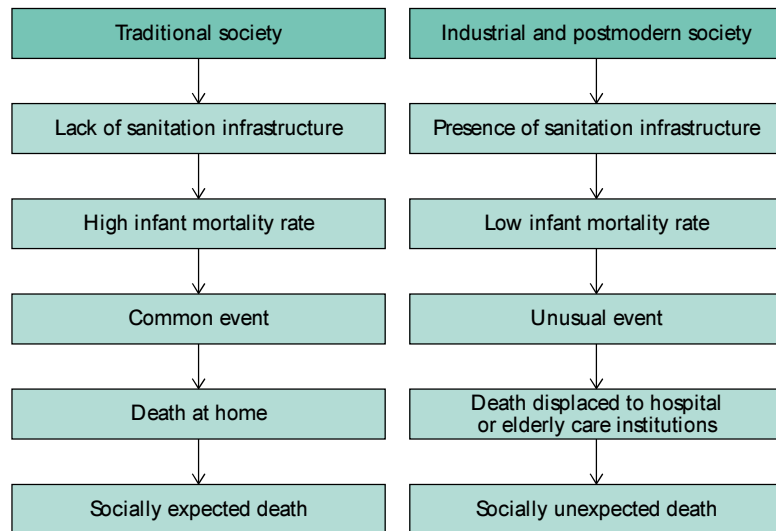 Traditional society
Lack of sanitation infrastructure
High infant mortality rate
Common event
Death at home
Socially expected death
Industrial and postmodern society
Presence of sanitation infrastructure
Low infant mortality rate
Unusual event
Death displaced to hospital
or elderly care institutions
Socially unexpected death